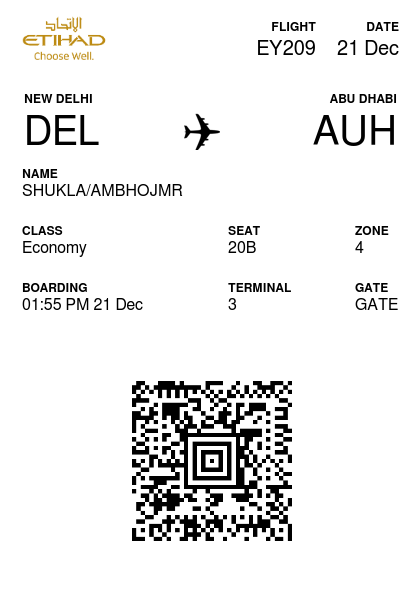 الإتحاد
ETIHAD
Choose Well.
FLIGHT DATE
EY209 21 Dec
NEW DELHI ABU DHABI
DEL AUH
NAME
SHUKLA/AMBHOJMR
CLASS SEAT ZONE
Economy 20B 4
BOARDING TERMINAL GATE
01:55 PM 21 Dec 3 GATE